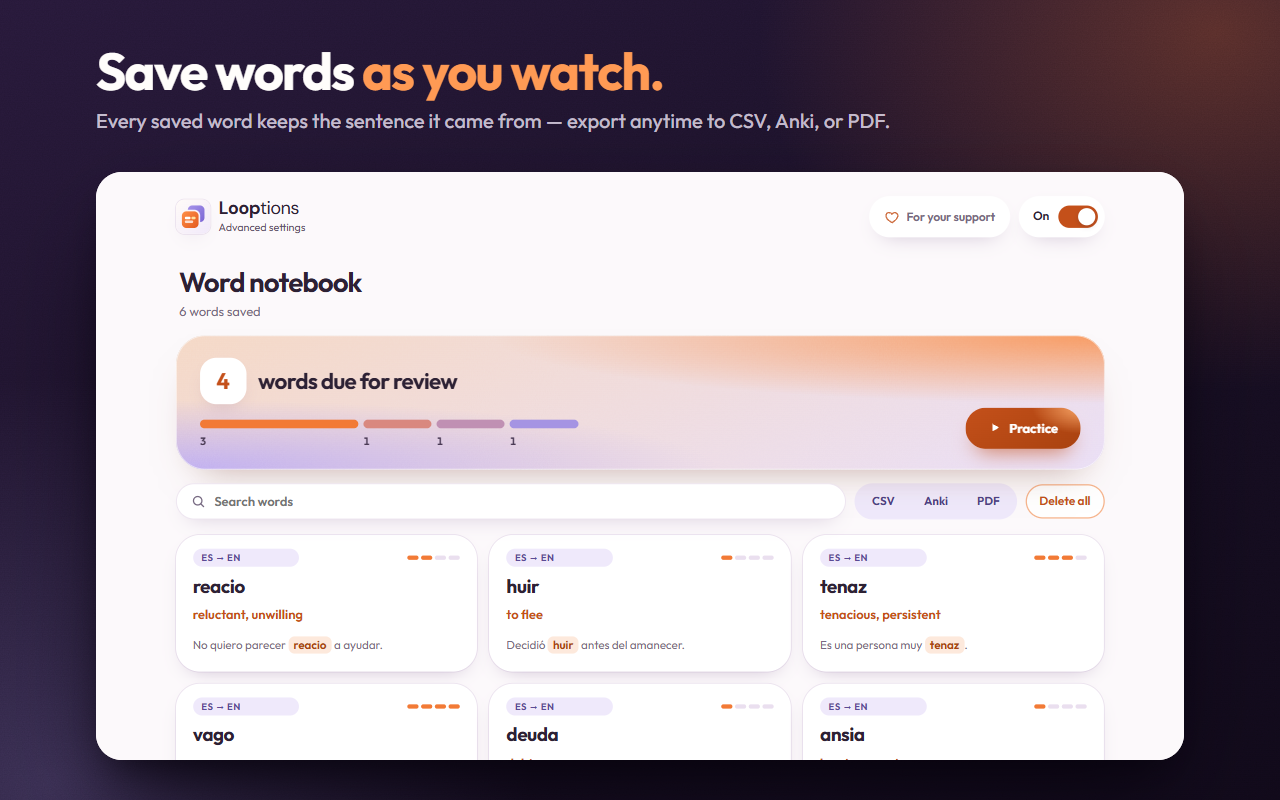 Save words as you watch.
Every saved word keeps the sentence it came from — export anytime to CSV, Anki, or PDF.
Looptions
Advanced settings
For your support
On
Word notebook
6 words saved
4 words due for review
3 1 1 1
Practice
Search words
CSV Anki PDF
Delete all
ES → EN
reacio
reluctant, unwilling
No quiero parecer reacio a ayudar.
ES → EN
huir
to flee
Decidió huir antes del amanecer.
ES → EN
tenaz
tenacious, persistent
Es una persona muy tenaz.
ES → EN
vago
ES → EN
deuda
ES → EN
ansia